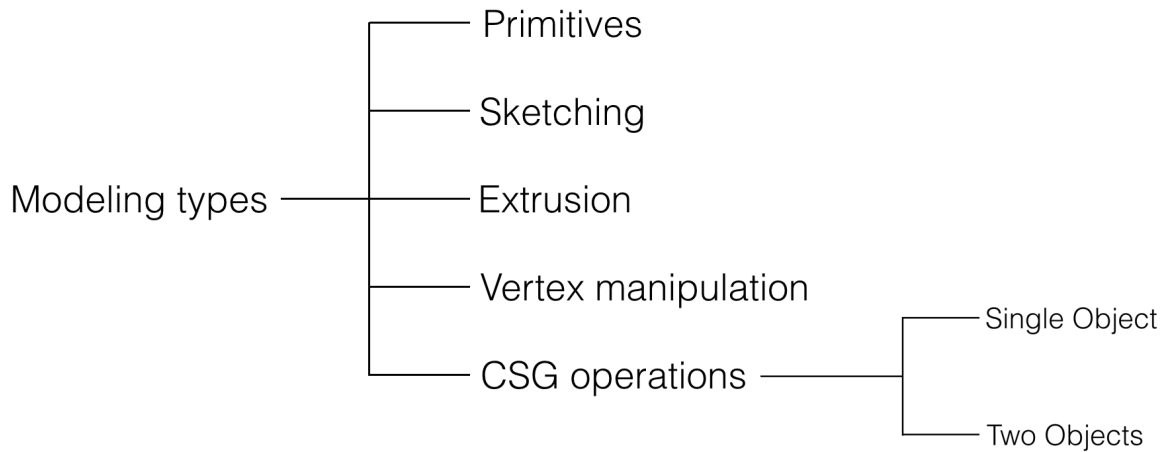 Primitives
Sketching
Modeling types
Extrusion
Vertex manipulation
Single Object
CSG operations
Two Objects